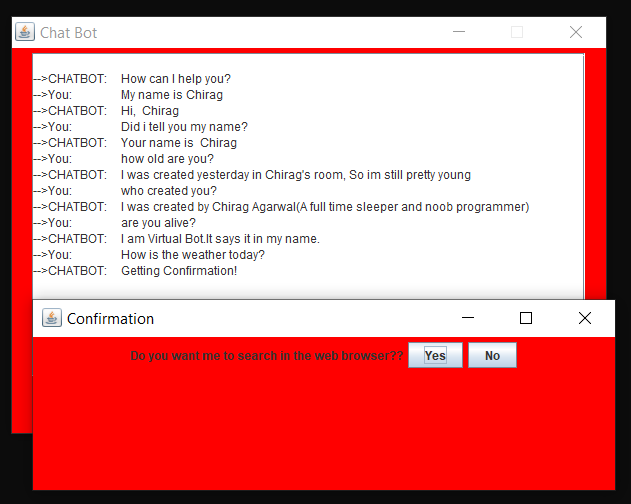 Chat Bot
-->CHATBOT: How can I help you?
-->You: My name is Chirag
-->CHATBOT: Hi,  Chirag
-->You: Did i tell you my name?
-->CHATBOT: Your name is  Chirag
-->You: how old are you?
-->CHATBOT: I was created yesterday in Chirag's room, So im still pretty young
-->You: who created you?
-->CHATBOT: I was created by Chirag Agarwal(A full time sleeper and noob programmer)
-->You: are you alive?
-->CHATBOT: I am Virtual Bot.It says it in my name.
-->You: How is the weather today?
-->CHATBOT: Getting Confirmation!
Confirmation
Do you want me to search in the web browser?? Yes No